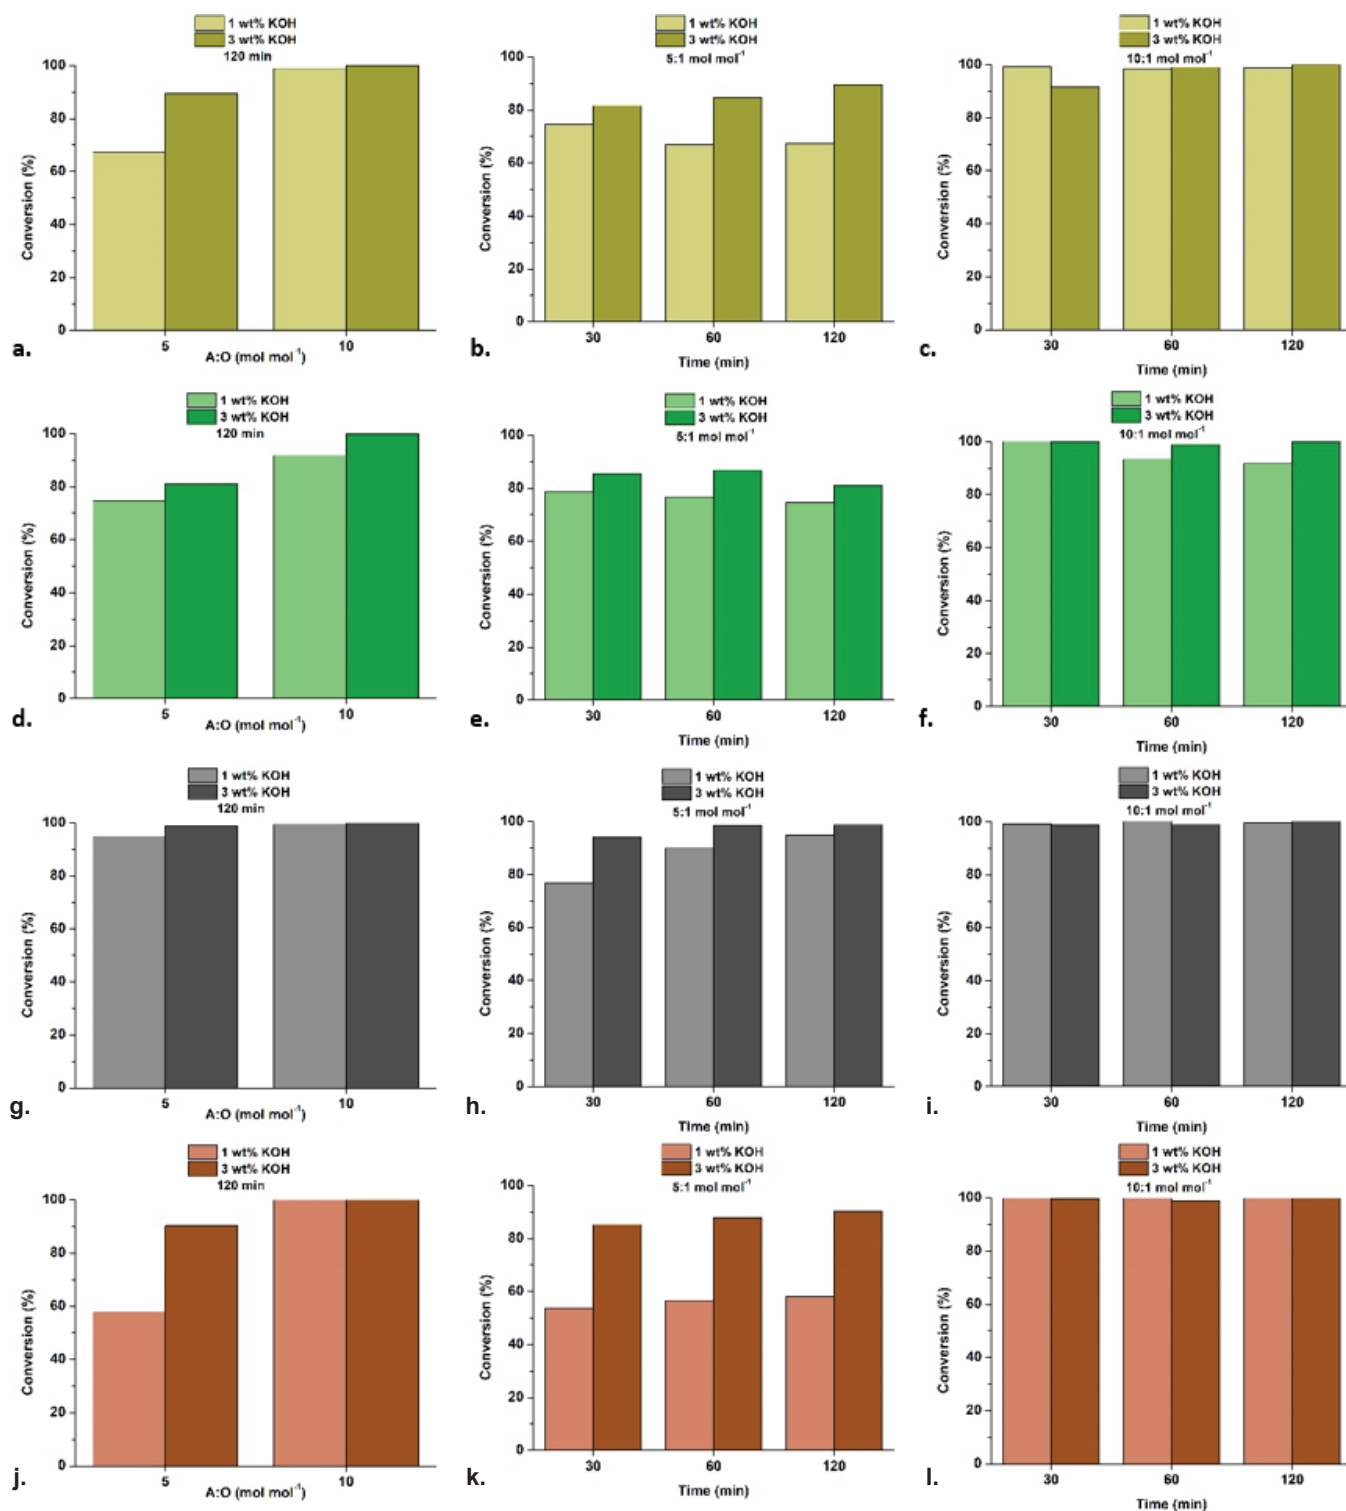 1 wt% KOH
3 wt% KOH
120 min
100
80
60
40
20
0
Conversion (%)
5
10
A:O (mol mol⁻¹)
a.
1 wt% KOH
3 wt% KOH
5:1 mol mol⁻¹
100
80
60
40
20
0
Conversion (%)
30
60
120
Time (min)
b.
1 wt% KOH
3 wt% KOH
10:1 mol mol⁻¹
100
80
60
40
20
0
Conversion (%)
30
60
120
Time (min)
c.
1 wt% KOH
3 wt% KOH
120 min
100
80
60
40
20
0
Conversion (%)
5
10
A:O (mol mol⁻¹)
d.
1 wt% KOH
3 wt% KOH
5:1 mol mol⁻¹
100
80
60
40
20
0
Conversion (%)
30
60
120
Time (min)
e.
1 wt% KOH
3 wt% KOH
10:1 mol mol⁻¹
100
80
60
40
20
0
Conversion (%)
30
60
120
Time (min)
f.
1 wt% KOH
3 wt% KOH
120 min
100
80
60
40
20
0
Conversion (%)
5
10
A:O (mol mol⁻¹)
g.
1 wt% KOH
3 wt% KOH
5:1 mol mol⁻¹
100
80
60
40
20
0
Conversion (%)
30
60
120
Time (min)
h.
1 wt% KOH
3 wt% KOH
10:1 mol mol⁻¹
100
80
60
40
20
0
Conversion (%)
30
60
120
Time (min)
i.
1 wt% KOH
3 wt% KOH
120 min
100
80
60
40
20
0
Conversion (%)
5
10
A:O (mol mol⁻¹)
j.
1 wt% KOH
3 wt% KOH
5:1 mol mol⁻¹
100
80
60
40
20
0
Conversion (%)
30
60
120
Time (min)
k.
1 wt% KOH
3 wt% KOH
10:1 mol mol⁻¹
100
80
60
40
20
0
Conversion (%)
30
60
120
Time (min)
l.